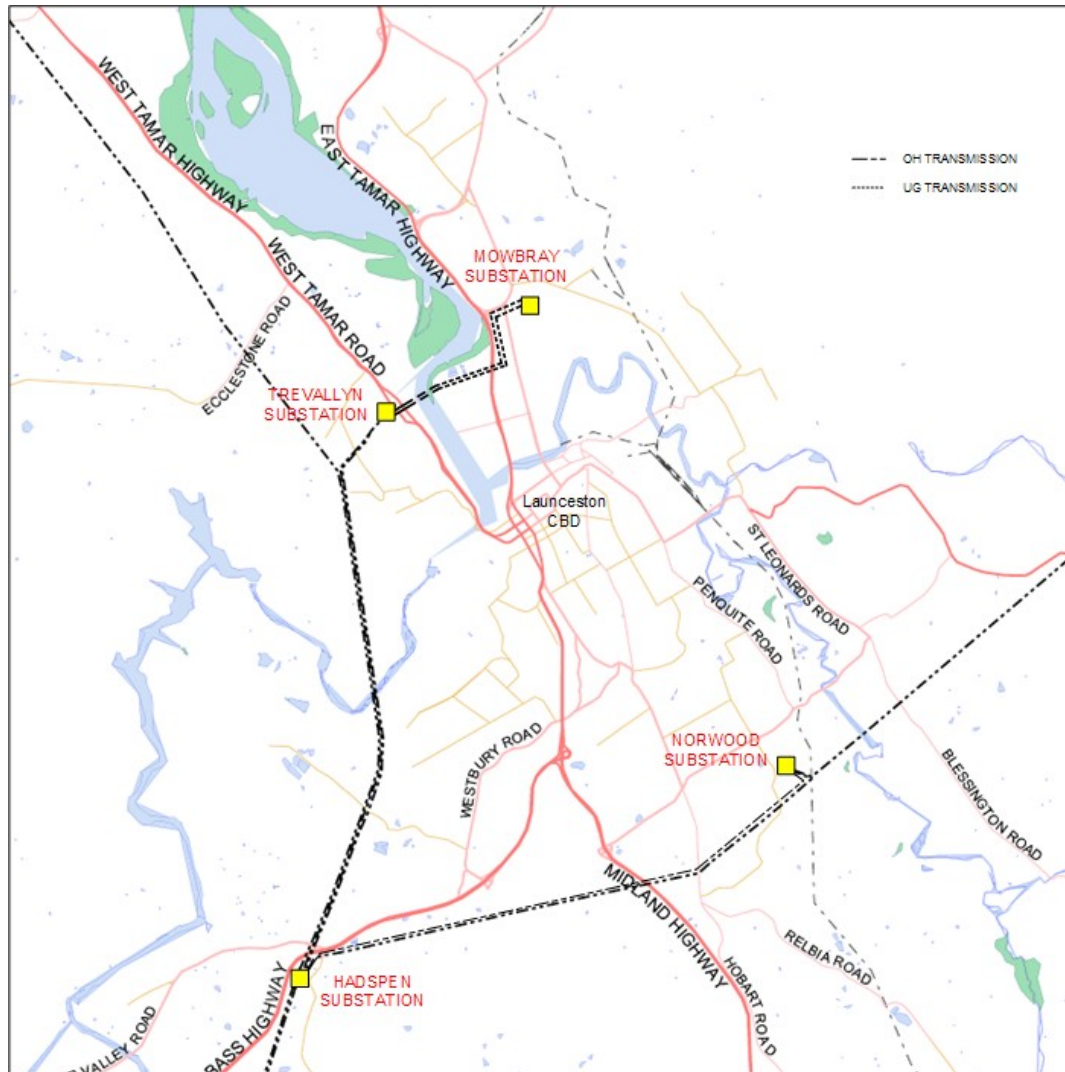 WEST TAMAR HIGHWAY
EAST TAMAR HIGHWAY
OH TRANSMISSION
UG TRANSMISSION
MOWBRAY
SUBSTATION
WEST TAMAR ROAD
ECCLESTONE ROAD
TREVALLYN
SUBSTATION
Launceston
CBD
ST LEONARDS ROAD
PENQUITE ROAD
NORWOOD
SUBSTATION
WESTBURY ROAD
BLESSINGTON ROAD
MIDLAND HIGHWAY
RELBIA ROAD
HOBART ROAD
HADSPEN
SUBSTATION
BASS HIGHWAY
VALLEY ROAD